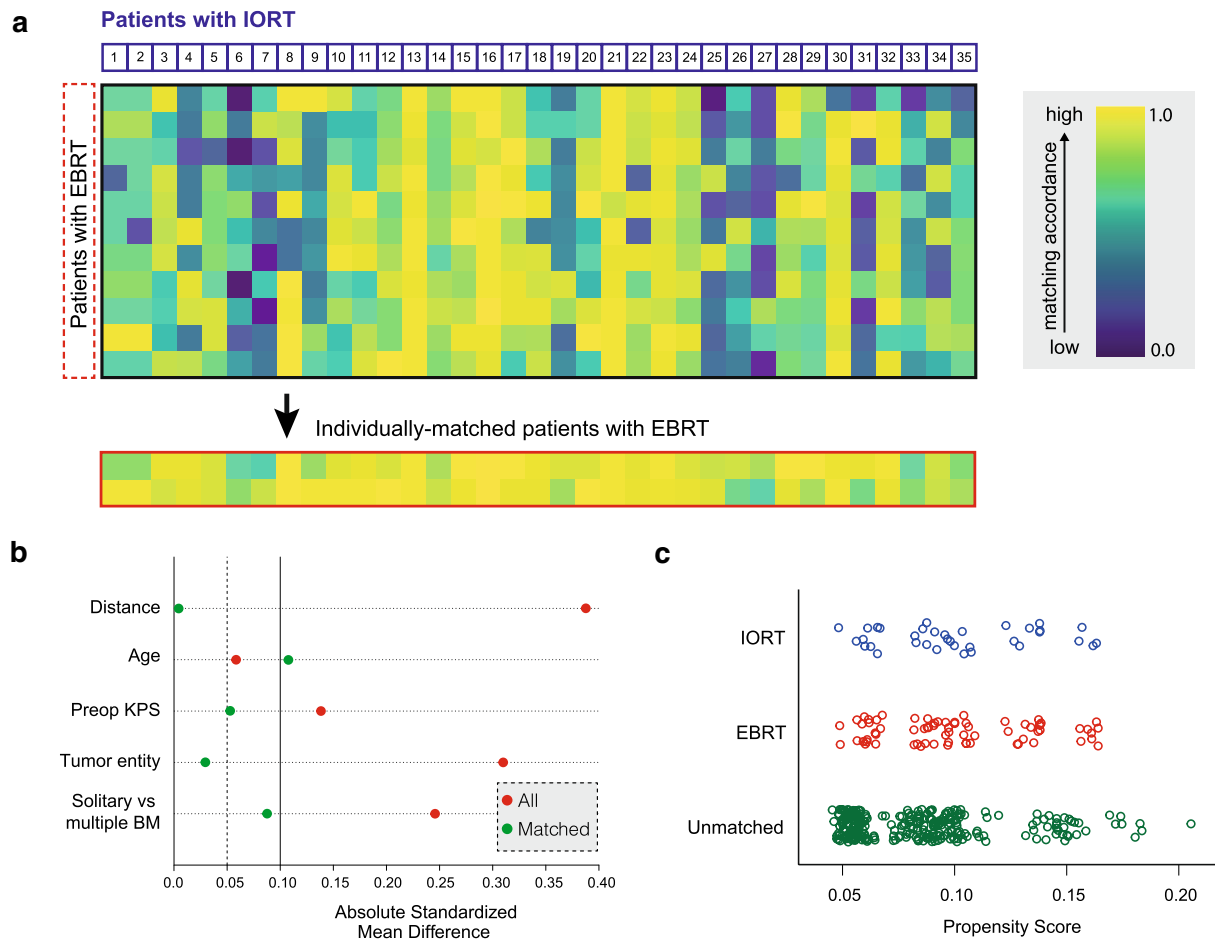 a
Patients with IORT
1 2 3 4 5 6 7 8 9 10 11 12 13 14 15 16 17 18 19 20 21 22 23 24 25 26 27 28 29 30 31 32 33 34 35
Patients with EBRT
high
1.0
matching accordance
low
0.0
Individually-matched patients with EBRT
b
Distance
Age
Preop KPS
Tumor entity
Solitary vs
multiple BM
All
Matched
0.0 0.05 0.10 0.15 0.20 0.25 0.30 0.35 0.40
Absolute Standardized
Mean Difference
c
IORT
EBRT
Unmatched
0.05 0.10 0.15 0.20
Propensity Score